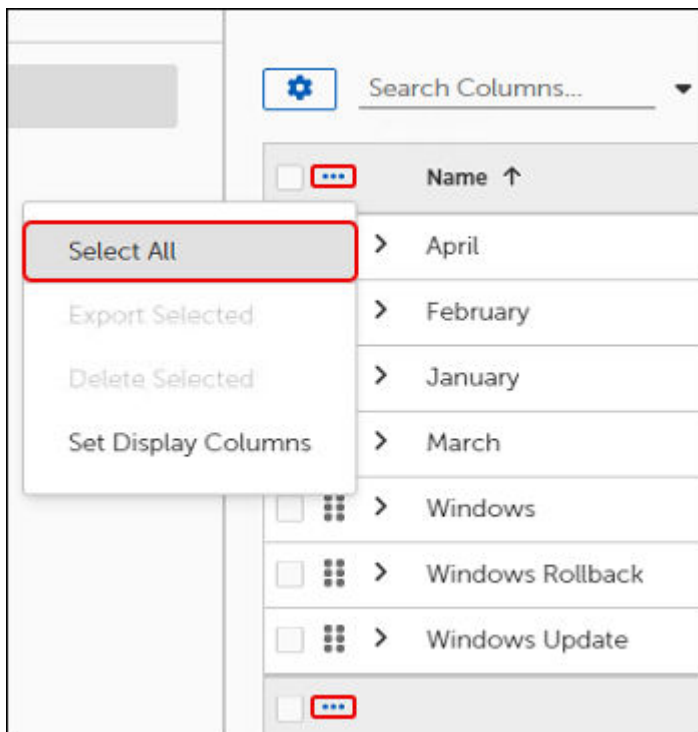 Search Columns...
Name ↑
Select All
Export Selected
Delete Selected
Set Display Columns
April
February
January
March
Windows
Windows Rollback
Windows Update